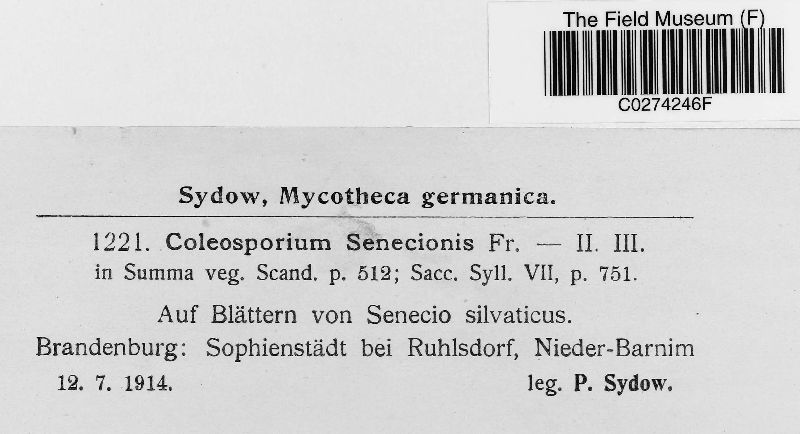 The Field Museum (F)
C0274246F
Sydow, Mycotheca germanica.
1221. Coleosporium Senecionis Fr. — II. III.
in Summa veg. Scand. p. 512; Sacc. Syll. VII, p. 751.
Auf Blättern von Senecio silvaticus.
Brandenburg: Sophienstädt bei Ruhlsdorf, Nieder-Barnim
12. 7. 1914. leg. P. Sydow.